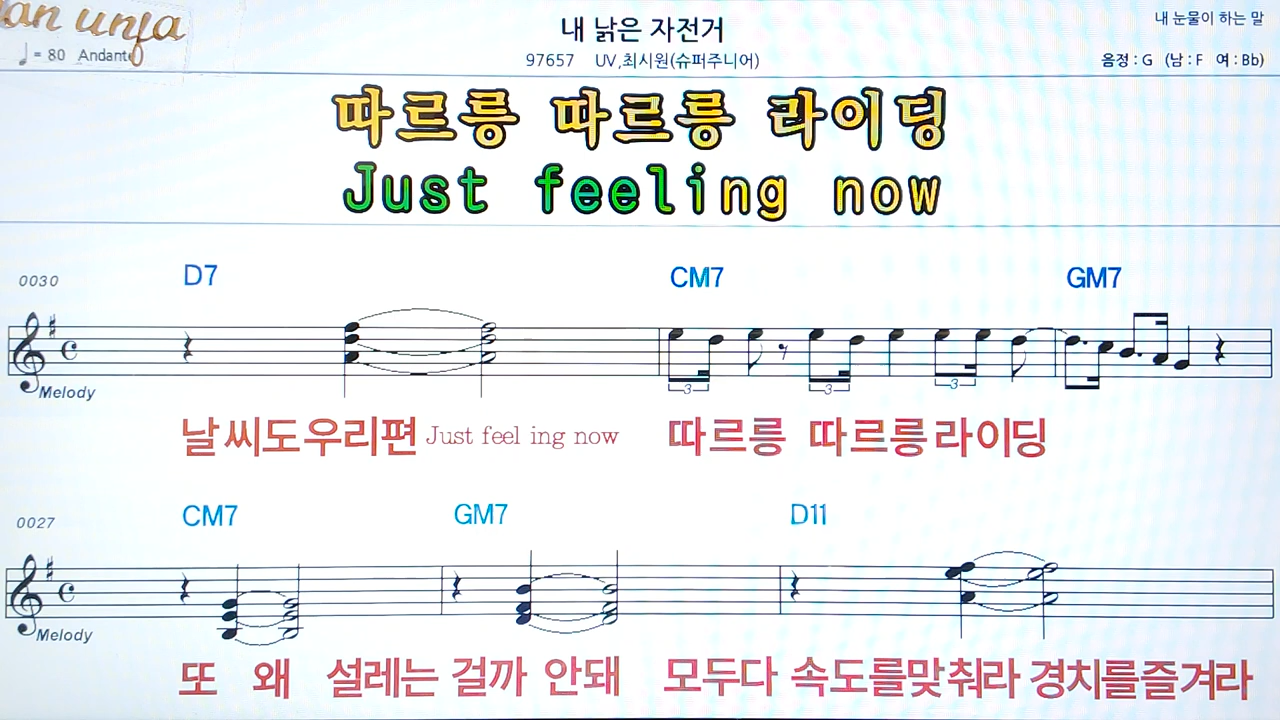 내 낡은 자전거
내 눈물이 하는 말
♩= 80 Andante
97657 UV,최시원(슈퍼주니어)
음정 : G (남 : F 여 : Bb)
따르릉 따르릉 라이딩
Just feeling now
0030 D7 CM7 GM7
3 3 3
Melody
날씨도우리편 Just feel ing now 따르릉 따르릉라이딩
0027 CM7 GM7 D11
Melody
또 왜 설레는 걸까 안돼 모두다 속도를맞춰라 경치를즐겨라